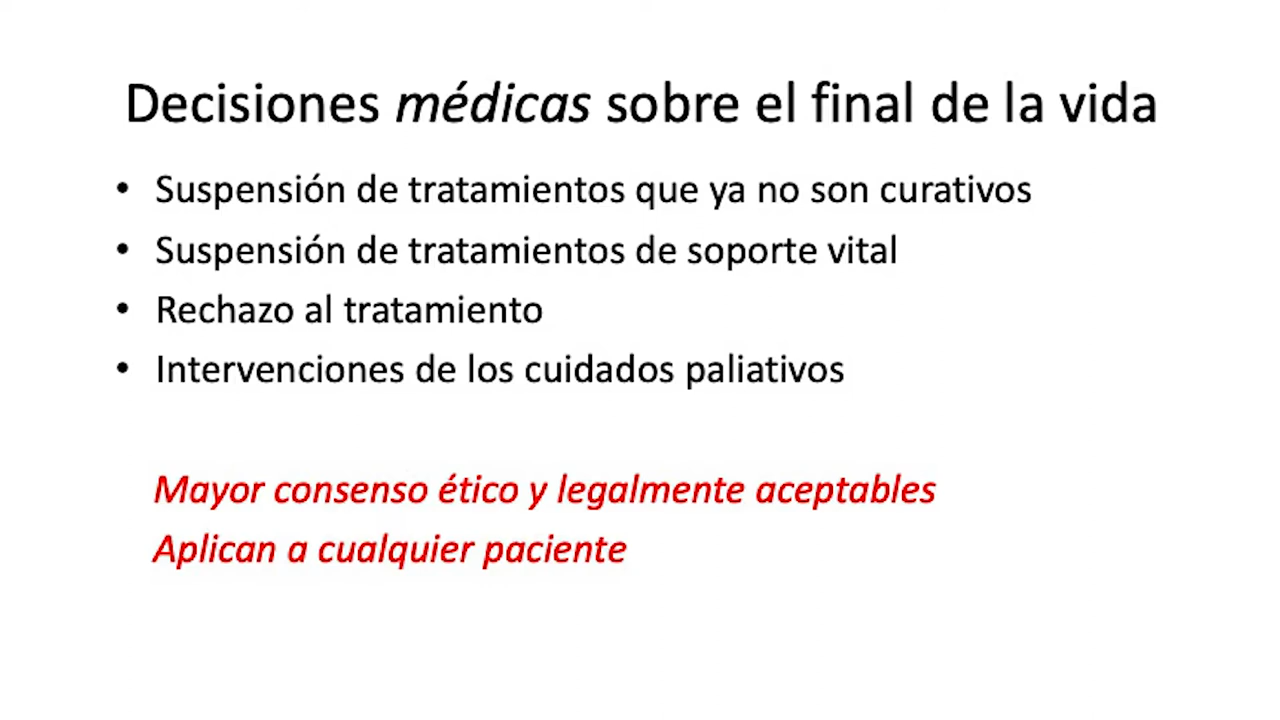 Decisiones médicas sobre el final de la vida
• Suspensión de tratamientos que ya no son curativos
• Suspensión de tratamientos de soporte vital
• Rechazo al tratamiento
• Intervenciones de los cuidados paliativos
Mayor consenso ético y legalmente aceptables
Aplican a cualquier paciente